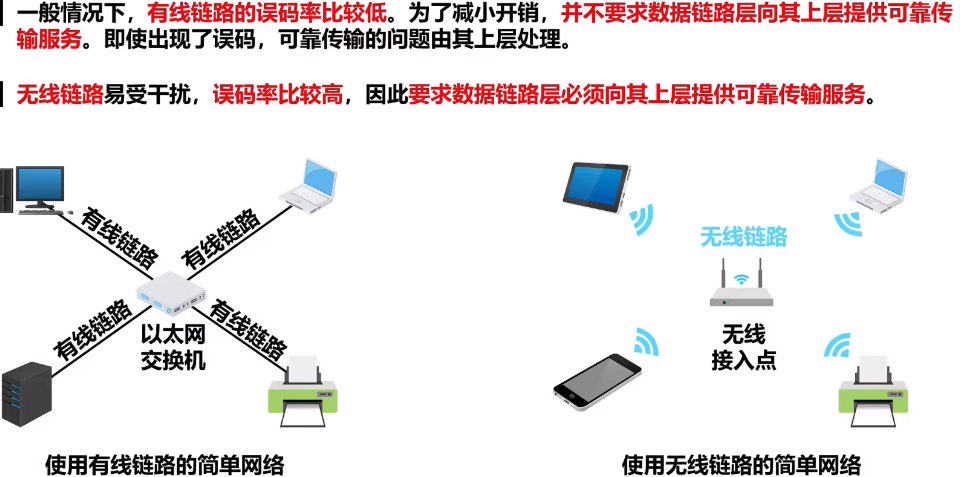 一般情况下，有线链路的误码率比较低。为了减小开销，并不要求数据链路层向其上层提供可靠传
输服务。即使出现了误码，可靠传输的问题由其上层处理。
无线链路易受干扰，误码率比较高，因此要求数据链路层必须向其上层提供可靠传输服务。
有线链路
有线链路
有线链路
有线链路
以太网
交换机
使用有线链路的简单网络
无线链路
无线
接入点
使用无线链路的简单网络